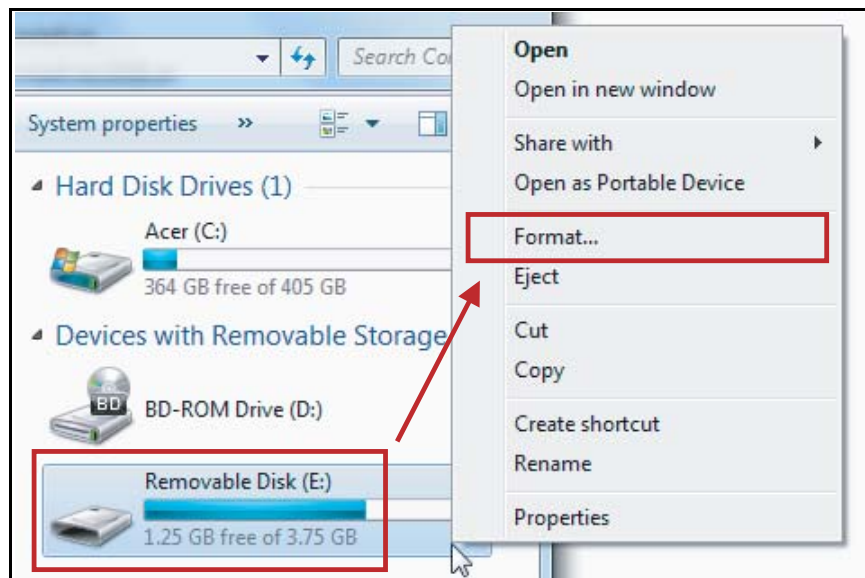 Search Co
System properties »
Hard Disk Drives (1)
Acer (C:)
364 GB free of 405 GB
Devices with Removable Storage
BD
BD-ROM Drive (D:)
Removable Disk (E:)
1.25 GB free of 3.75 GB
Open
Open in new window
Share with
Open as Portable Device
Format...
Eject
Cut
Copy
Create shortcut
Rename
Properties